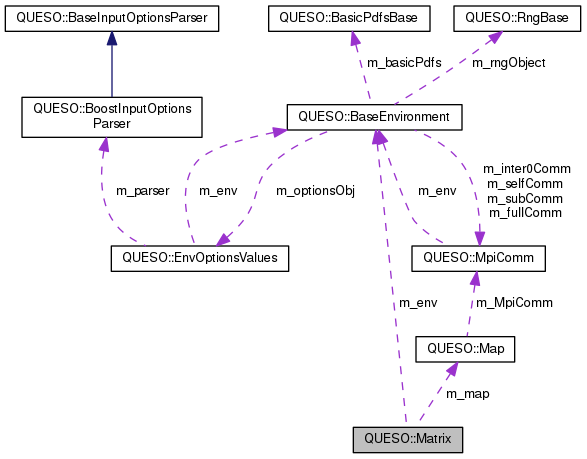 QUESO::BaseInputOptionsParser
QUESO::BasicPdfsBase
QUESO::RngBase
m_basicPdfs
m_rngObject
QUESO::BoostInputOptions
Parser
QUESO::BaseEnvironment
m_parser
m_env
m_optionsObj
m_env
m_inter0Comm
m_selfComm
m_subComm
m_fullComm
QUESO::EnvOptionsValues
QUESO::MpiComm
m_env
m_MpiComm
QUESO::Map
m_map
QUESO::Matrix